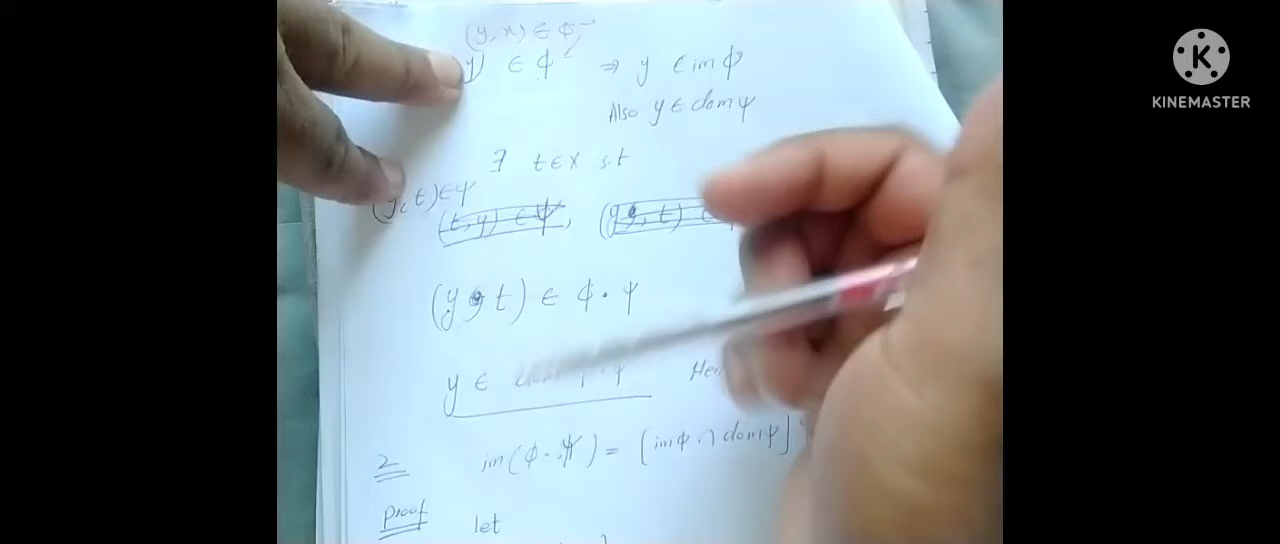 (y, x) ∈ φ⁻¹
y) ∈ φ ⇒ y ∈ im φ
Also y ∈ dom ψ
∃ t ∈ X s.t
(y, t) ∈ ψ
(t, y) ∈ ψ, (y, t) ∈
(y, t) ∈ φ · ψ
y ∈
2 im(φ · ψ) = [im φ ∩ dom ψ]
Proof let
K
KINEMASTER